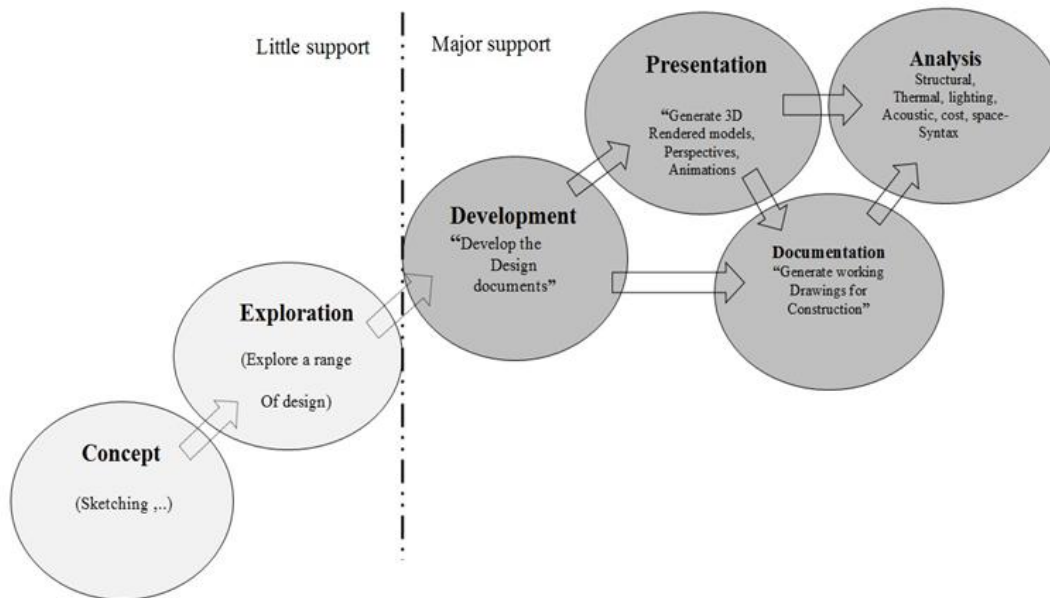 Little support
Major support
Presentation
“Generate 3D
Rendered models,
Perspectives,
Animations
Analysis
Structural,
Thermal, lighting,
Acoustic, cost, space-
Syntax
Development
“Develop the
Design
documents”
Documentation
“Generate working
Drawings for
Construction”
Exploration
(Explore a range
Of design)
Concept
(Sketching ,..)